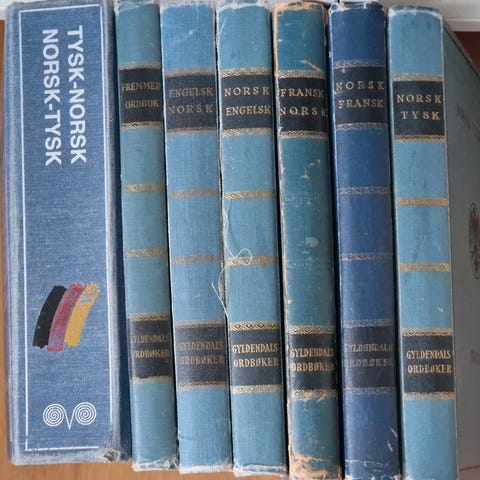 TYSK-NORSK
NORSK-TYSK
FREMMED
ORDBOK
GYLDENDALS
ORDBØKER
ENGELSK
NORSK
GYLDENDALS
ORDBØKER
NORSK
ENGELSK
GYLDENDALS
ORDBØKER
FRANSK
NORSK
GYLDENDALS
ORDBØKER
NORSK
FRANSK
GYLDENDALS
ORDBØKER
NORSK
TYSK
GYLDENDALS
ORDBØKER